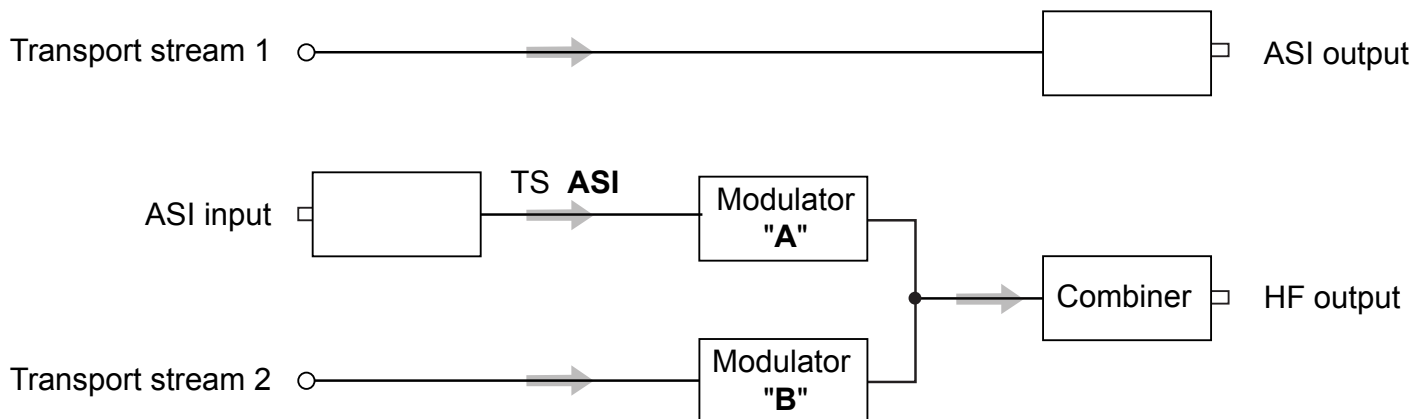 Transport stream 1
ASI output
TS ASI
ASI input
Modulator
"A"
Combiner
HF output
Transport stream 2
Modulator
"B"